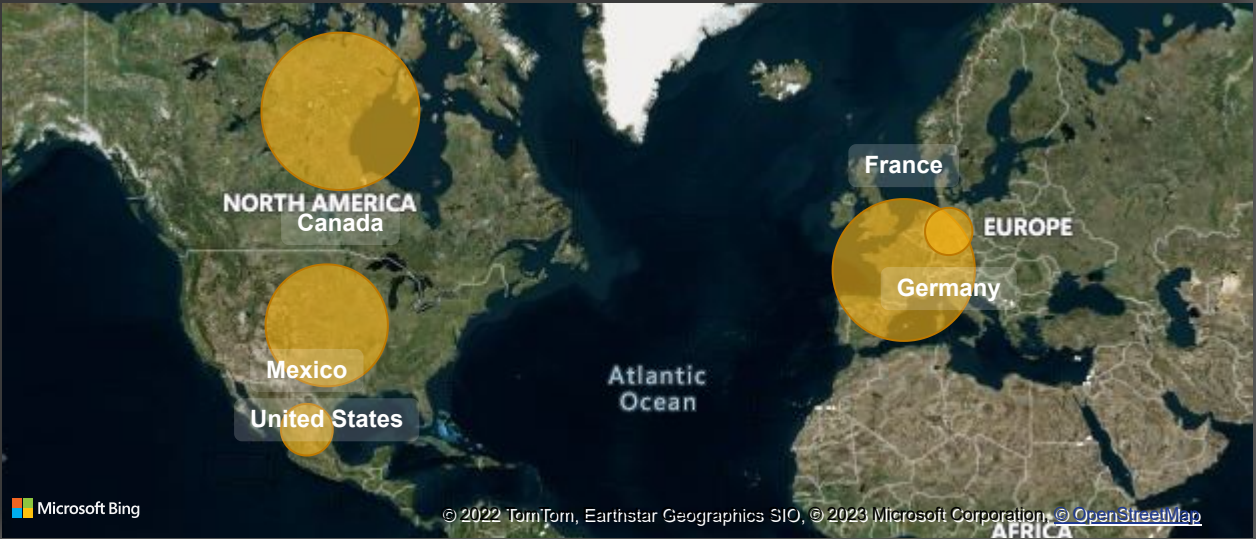 France
NORTH AMERICA
Canada
EUROPE
Germany
Mexico
Atlantic
Ocean
United States
Microsoft Bing
© 2022 TomTom, Earthstar Geographics SIO, © 2023 Microsoft Corporation, © OpenStreetMap
AFRICA